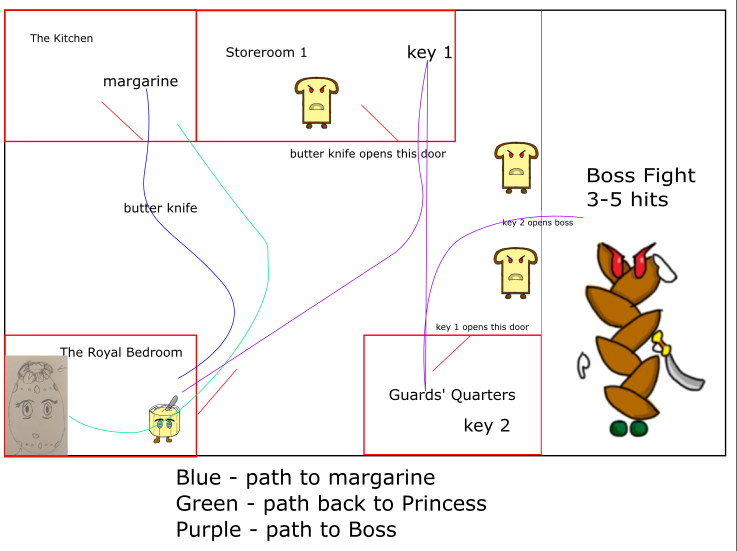 The Kitchen
margarine
Storeroom 1
key 1
butter knife opens this door
butter knife
Boss Fight
3-5 hits
key 2 opens boss
key 1 opens this door
The Royal Bedroom
Guards' Quarters
key 2
Blue - path to margarine
Green - path back to Princess
Purple - path to Boss